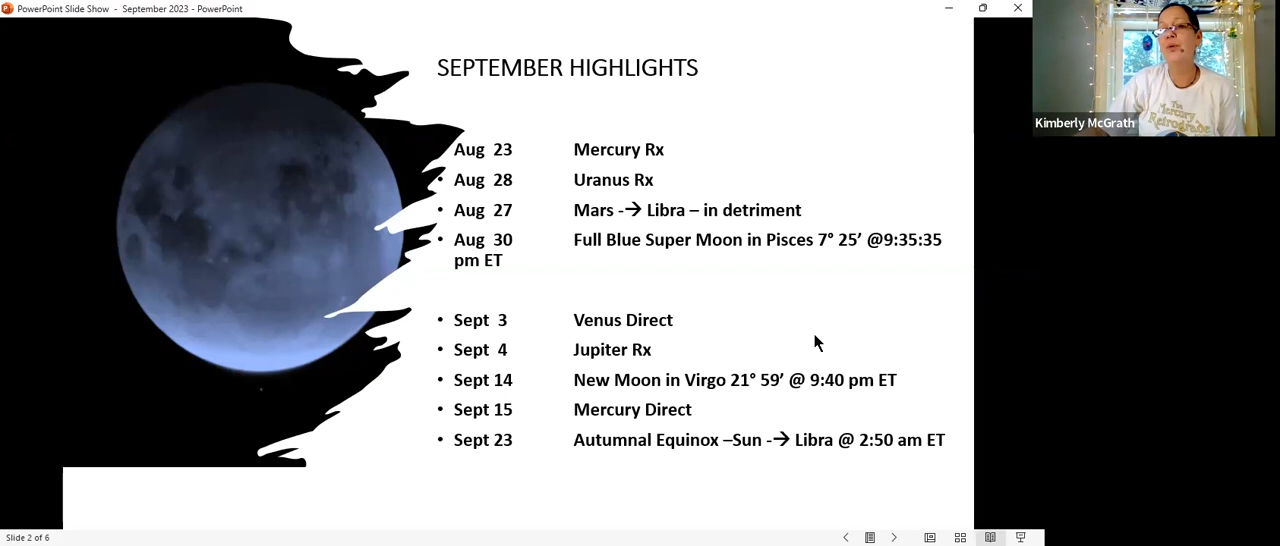 PowerPoint Slide Show - September 2023 - PowerPoint
SEPTEMBER HIGHLIGHTS
Aug 23 Mercury Rx
• Aug 28 Uranus Rx
• Aug 27 Mars -→ Libra – in detriment
• Aug 30 Full Blue Super Moon in Pisces 7° 25’ @9:35:35
pm ET
• Sept 3 Venus Direct
• Sept 4 Jupiter Rx
• Sept 14 New Moon in Virgo 21° 59’ @ 9:40 pm ET
• Sept 15 Mercury Direct
• Sept 23 Autumnal Equinox –Sun -→ Libra @ 2:50 am ET
Kimberly McGrath
The
Mercury
Retrograde
Slide 2 of 6